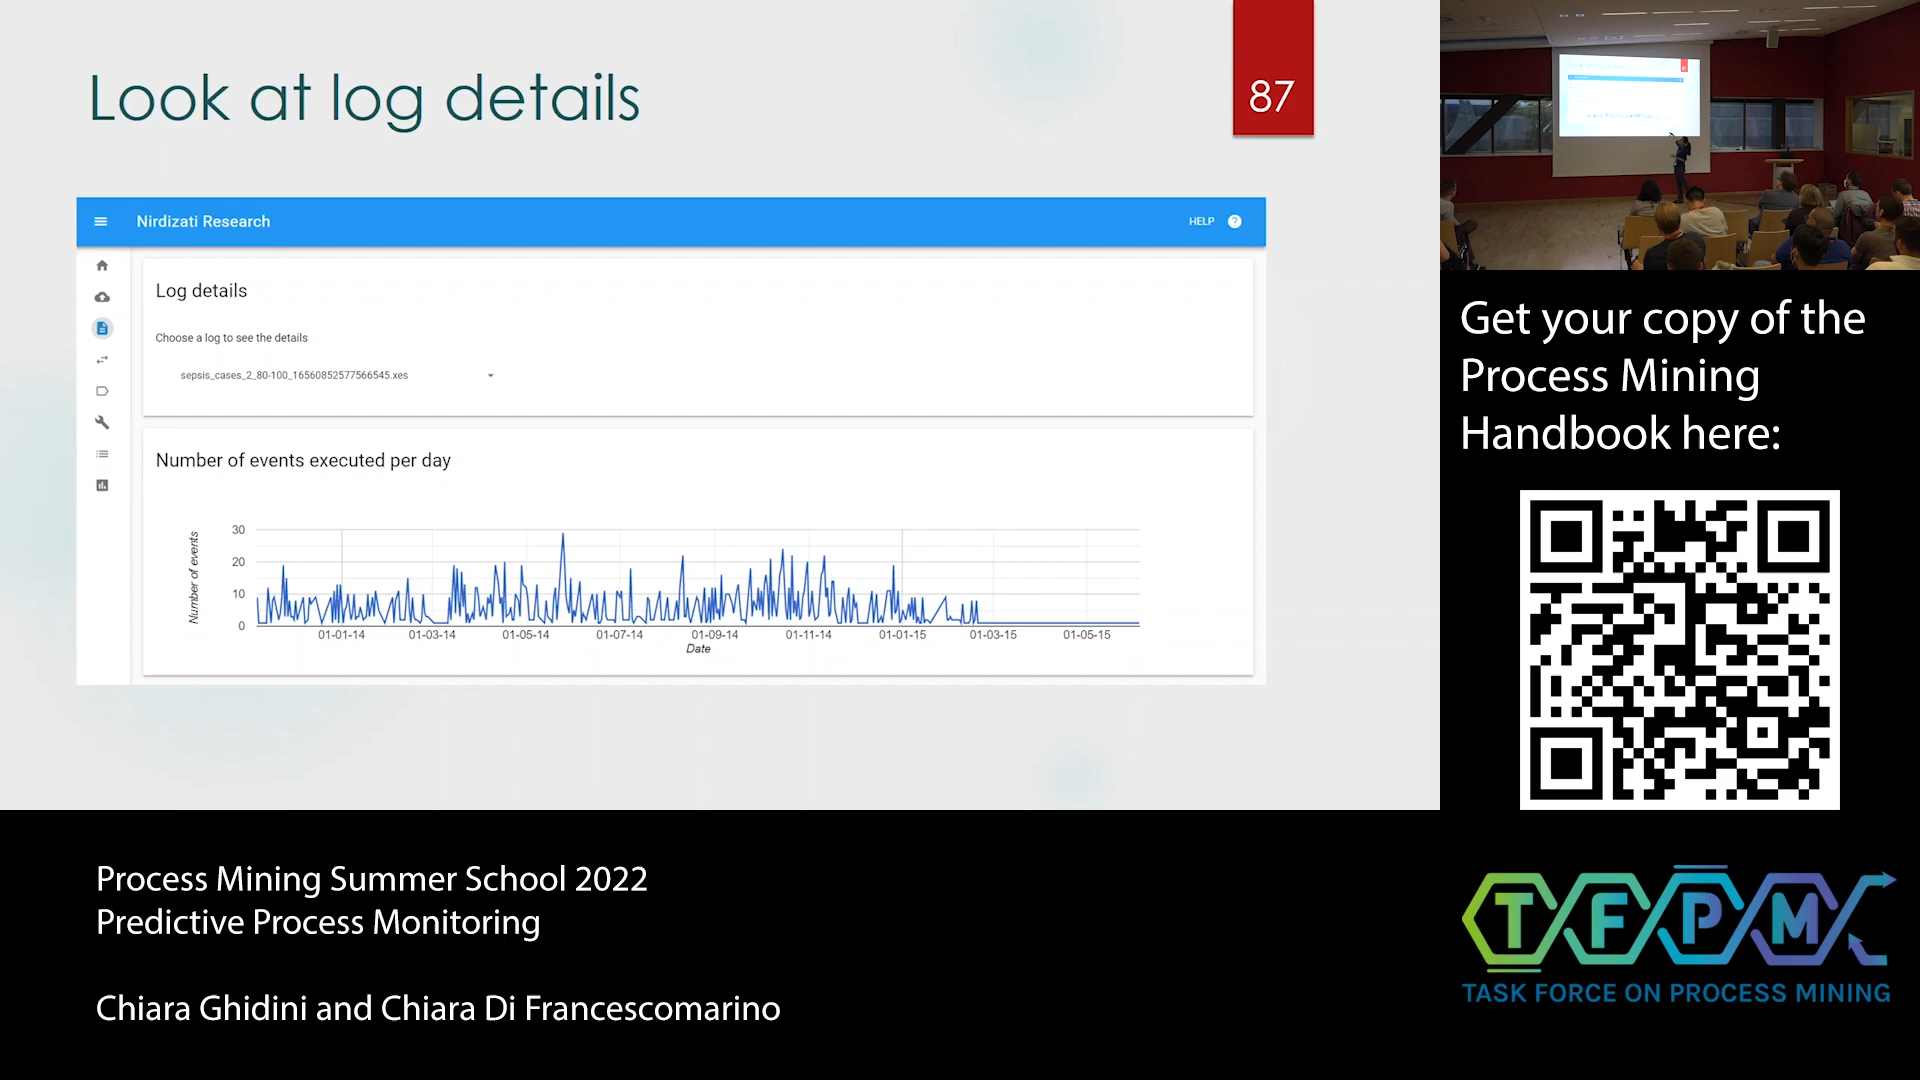 Look at log details
87
Nirdizati Research
HELP
?
Log details
Choose a log to see the details
sepsis_cases_2_80-100_16560852577566545.xes
Number of events executed per day
Number of events
30
20
10
0
01-01-14
01-03-14
01-05-14
01-07-14
01-09-14
01-11-14
01-01-15
01-03-15
01-05-15
Date
Get your copy of the
Process Mining
Handbook here:
Process Mining Summer School 2022
Predictive Process Monitoring
Chiara Ghidini and Chiara Di Francescomarino
TFPM
TASK FORCE ON PROCESS MINING